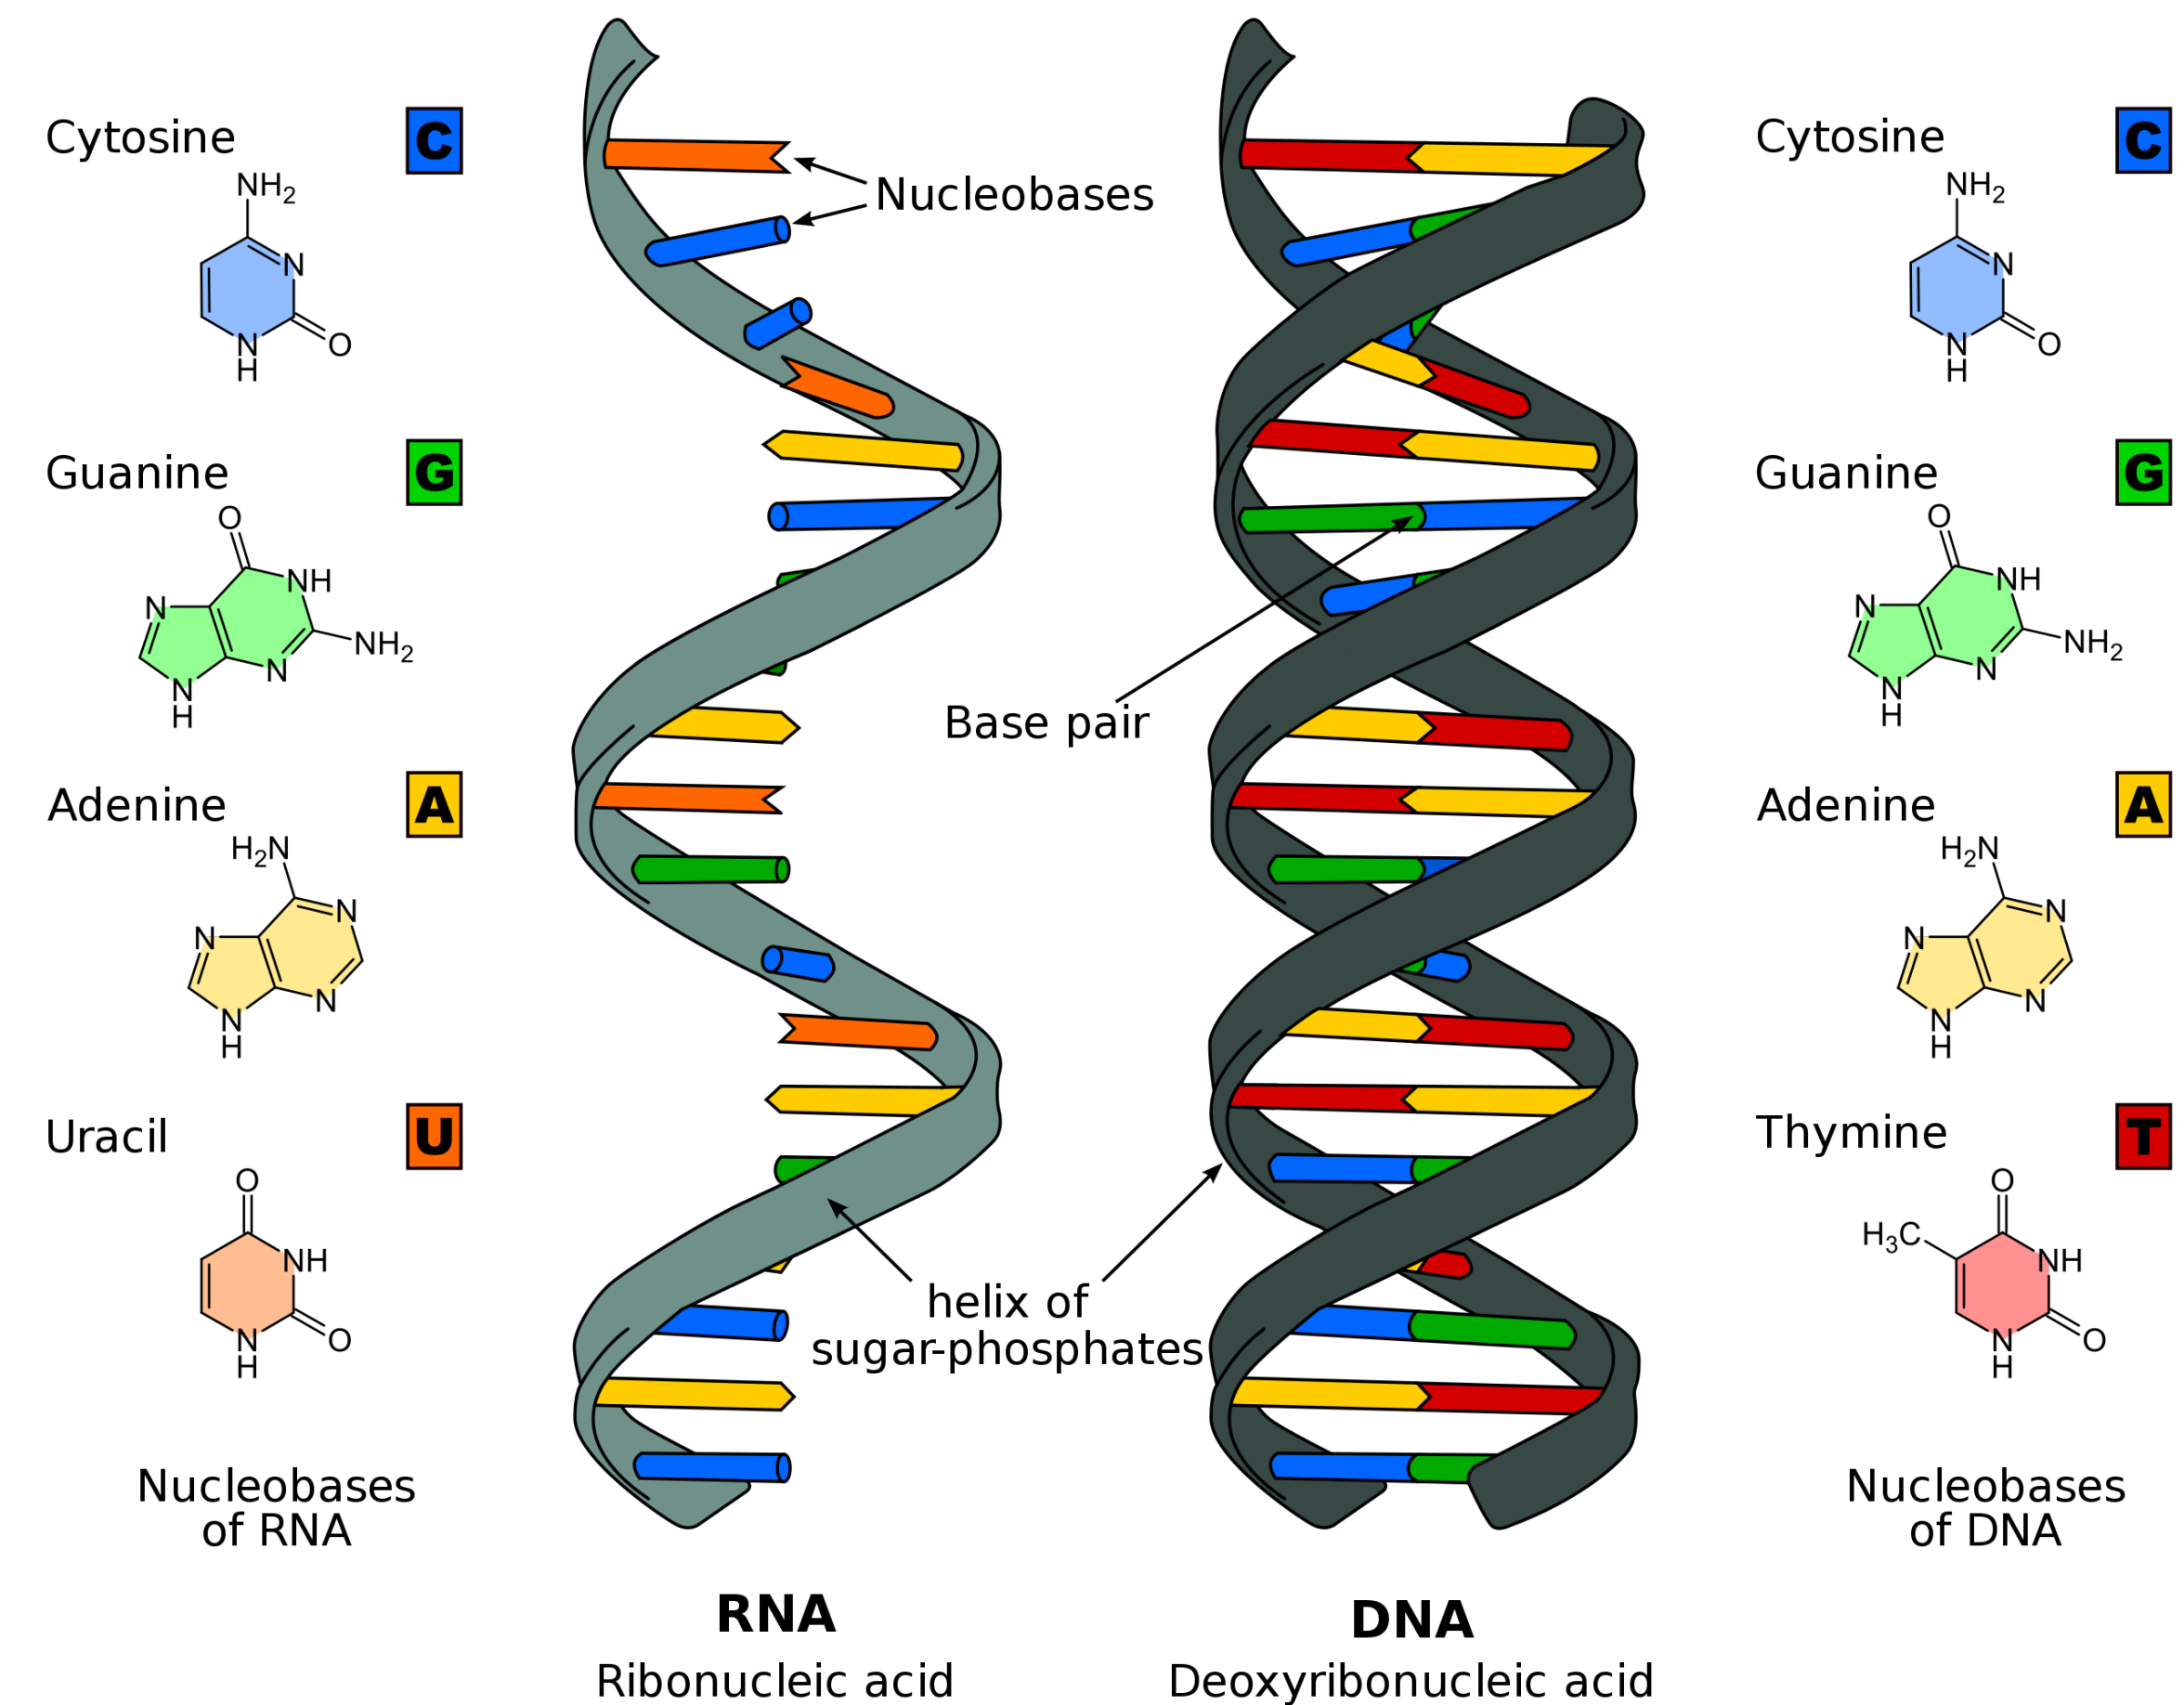 Cytosine
C
NH2
N
N
H
O
Guanine
G
O
NH
N
NH2
N
N
H
Adenine
A
H2N
N
N
N
N
H
Uracil
U
O
NH
N
H
O
Nucleobases
of RNA
Nucleobases
Base pair
helix of
sugar-phosphates
RNA
Ribonucleic acid
DNA
Deoxyribonucleic acid
Cytosine
C
NH2
N
N
H
O
Guanine
G
O
NH
N
NH2
N
N
H
Adenine
A
H2N
N
N
N
N
H
Thymine
T
O
H3C
NH
N
H
O
Nucleobases
of DNA